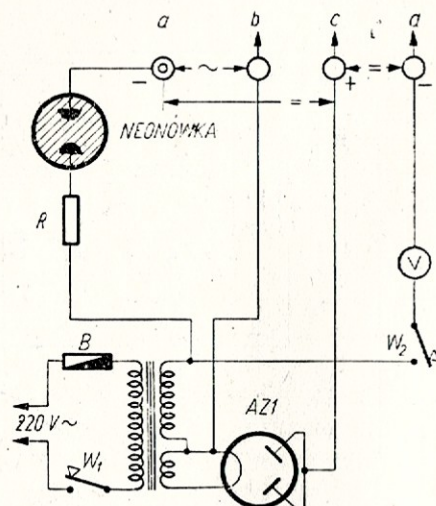 a b c a
− ~ + = −
=
NEONÓWKA
R
V
B
W₂
AZ1
220 V~
W₁